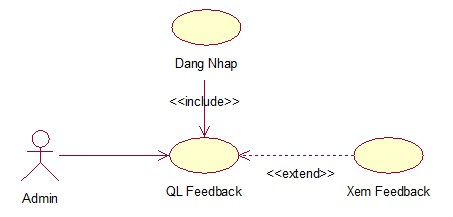 Dang Nhap
<<include>>
Admin
QL Feedback
<<extend>>
Xem Feedback